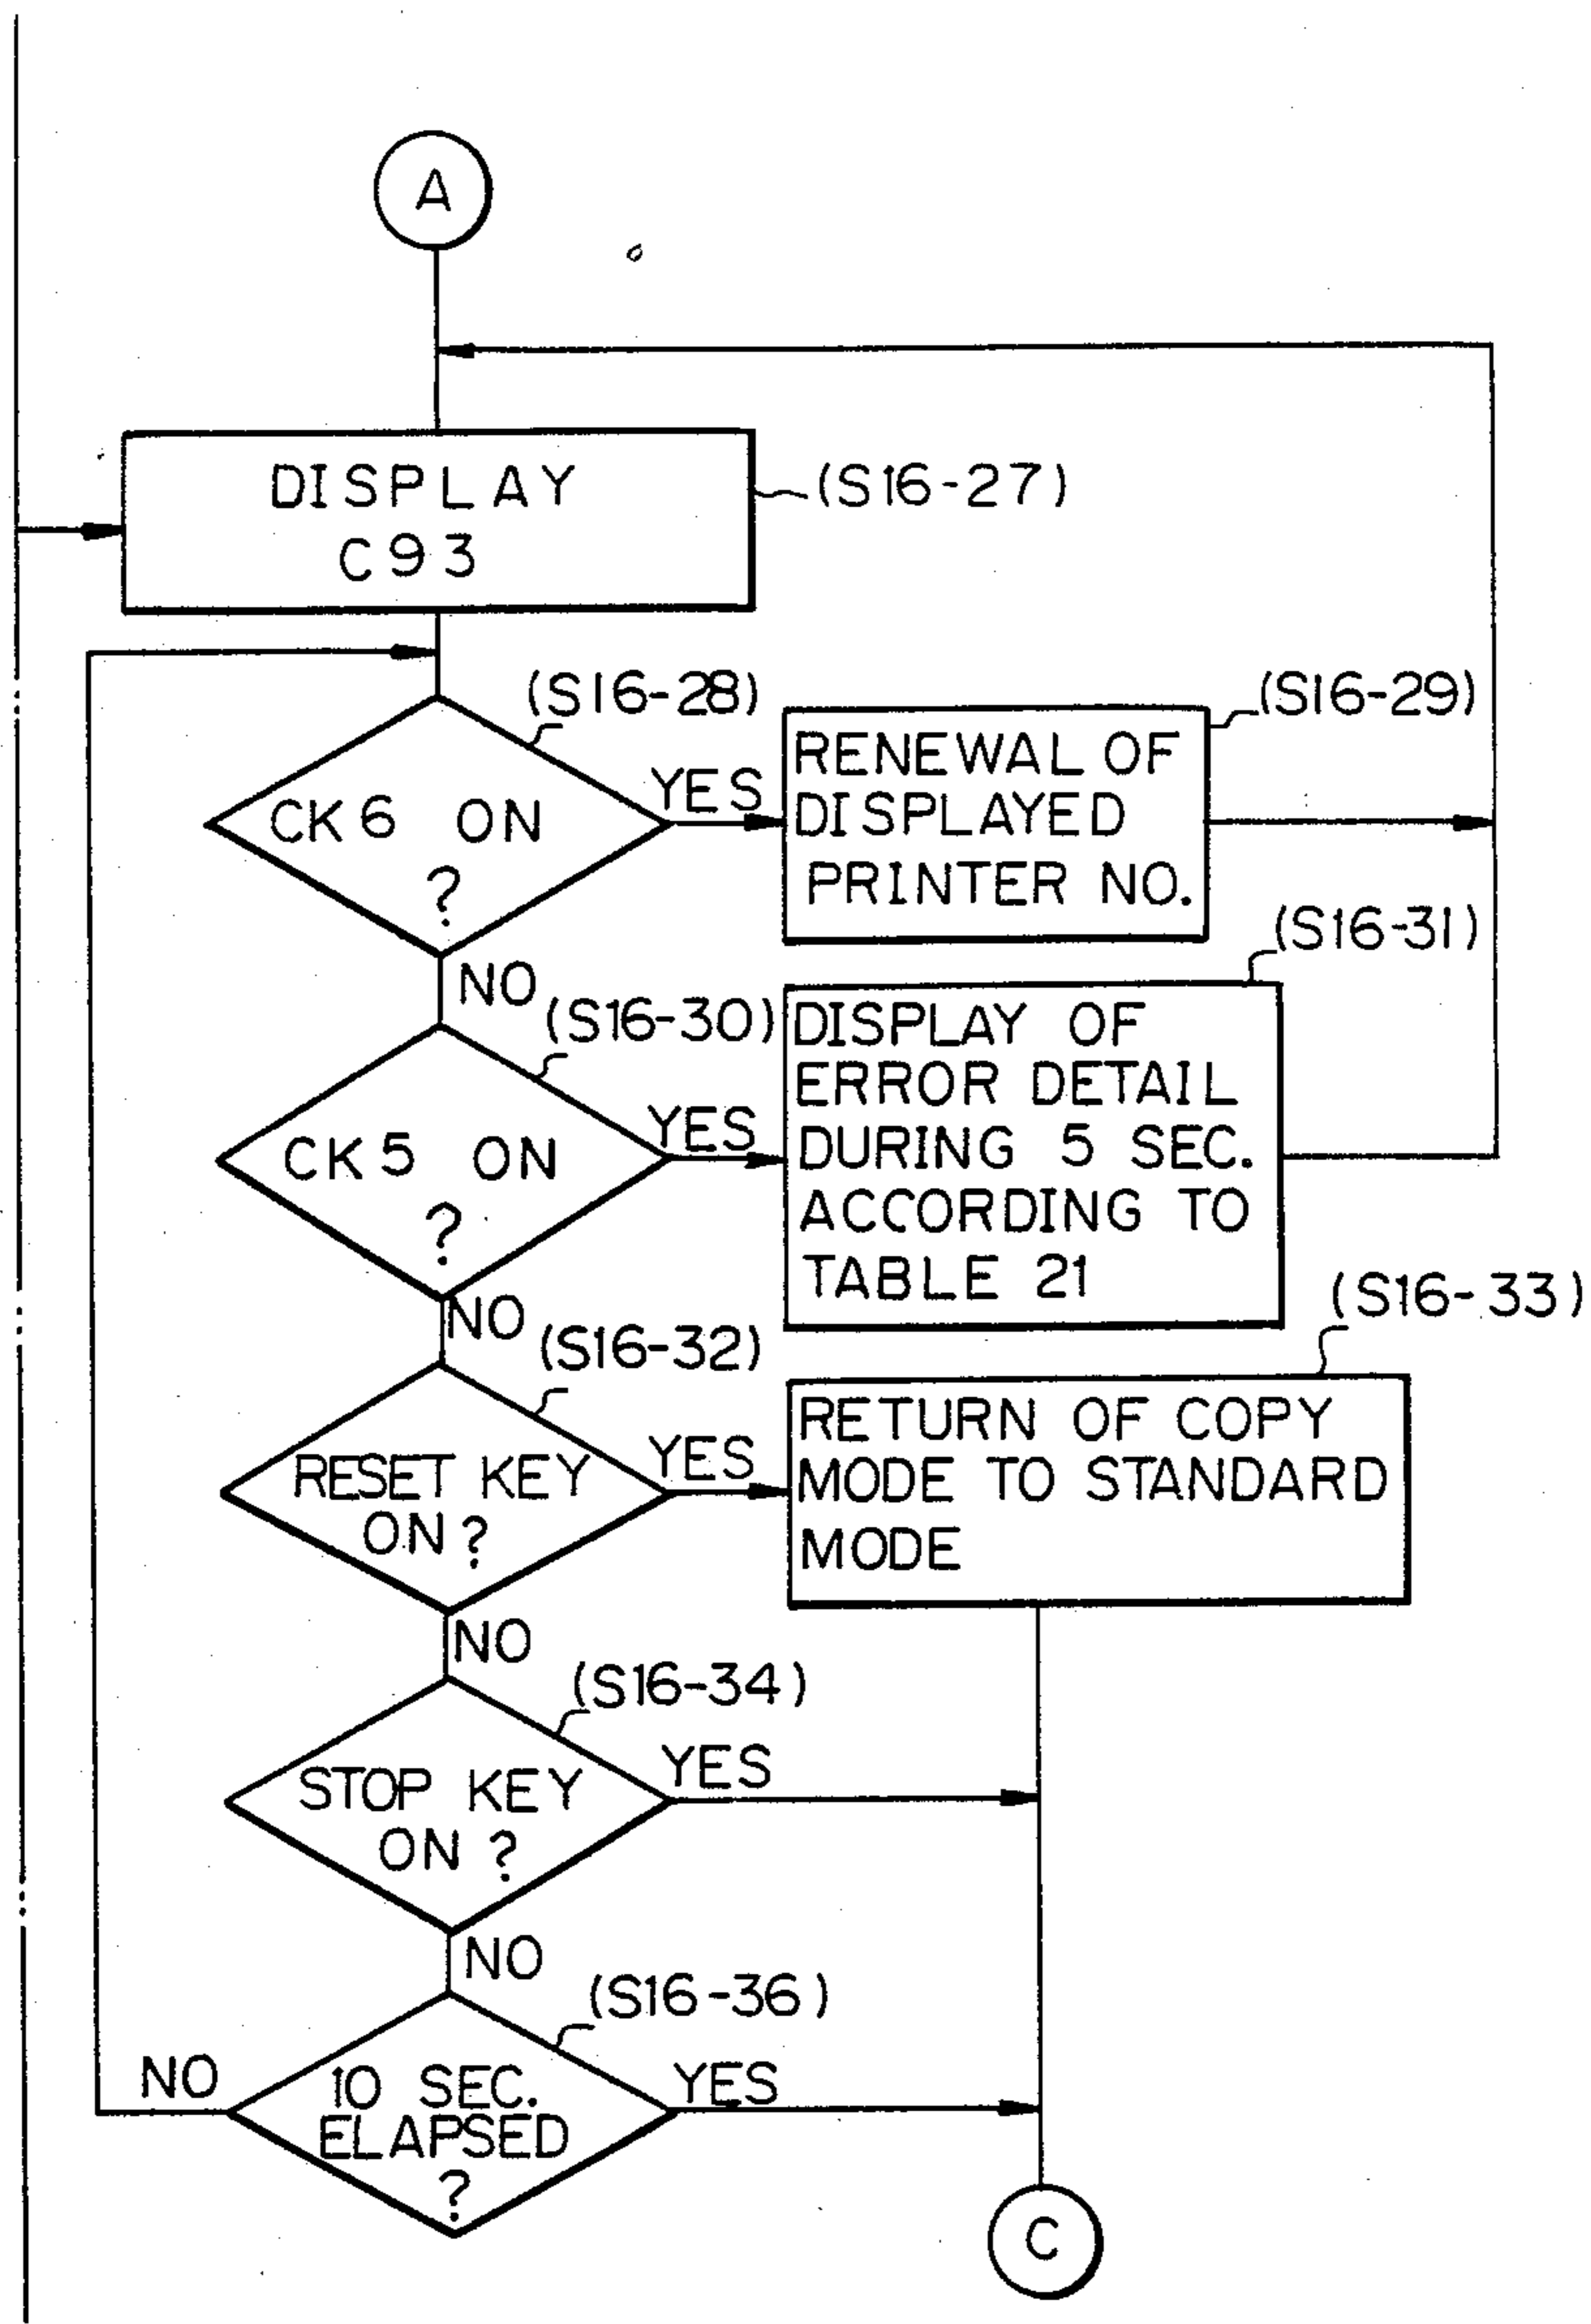 A
DISPLAY
C93
(S16-27)
(S16-28)
CK6 ON
?
YES
NO
(S16-29)
RENEWAL OF
DISPLAYED
PRINTER NO.
(S16-30)
CK5 ON
?
YES
NO
(S16-31)
DISPLAY OF
ERROR DETAIL
DURING 5 SEC.
ACCORDING TO
TABLE 21
(S16-32)
RESET KEY
ON?
YES
NO
(S16-33)
RETURN OF COPY
MODE TO STANDARD
MODE
(S16-34)
STOP KEY
ON?
YES
NO
(S16-36)
10 SEC.
ELAPSED
?
YES
NO
C